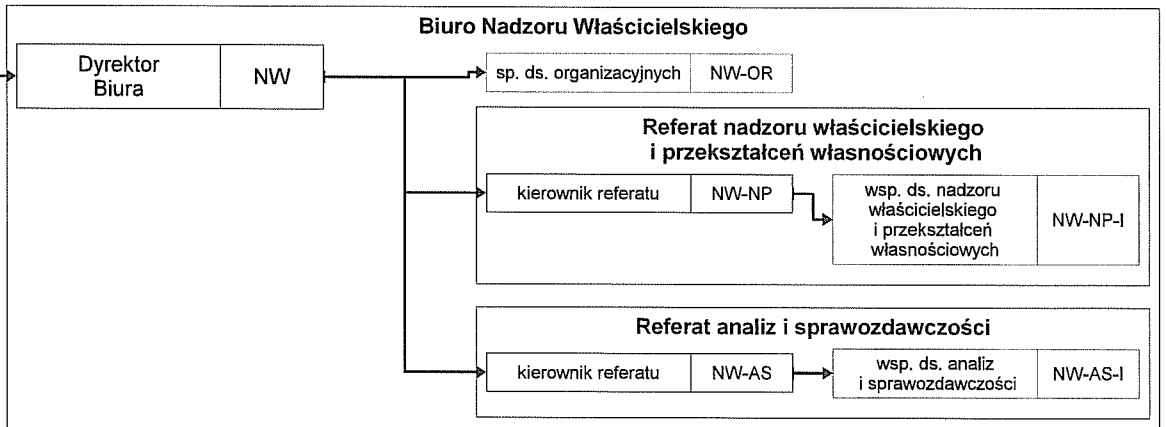 Biuro Nadzoru Właścicielskiego
Dyrektor
Biura
NW
sp. ds. organizacyjnych
NW-OR
Referat nadzoru właścicielskiego
i przekształceń własnościowych
kierownik referatu
NW-NP
wsp. ds. nadzoru
właścicielskiego
i przekształceń
własnościowych
NW-NP-I
Referat analiz i sprawozdawczości
kierownik referatu
NW-AS
wsp. ds. analiz
i sprawozdawczości
NW-AS-I